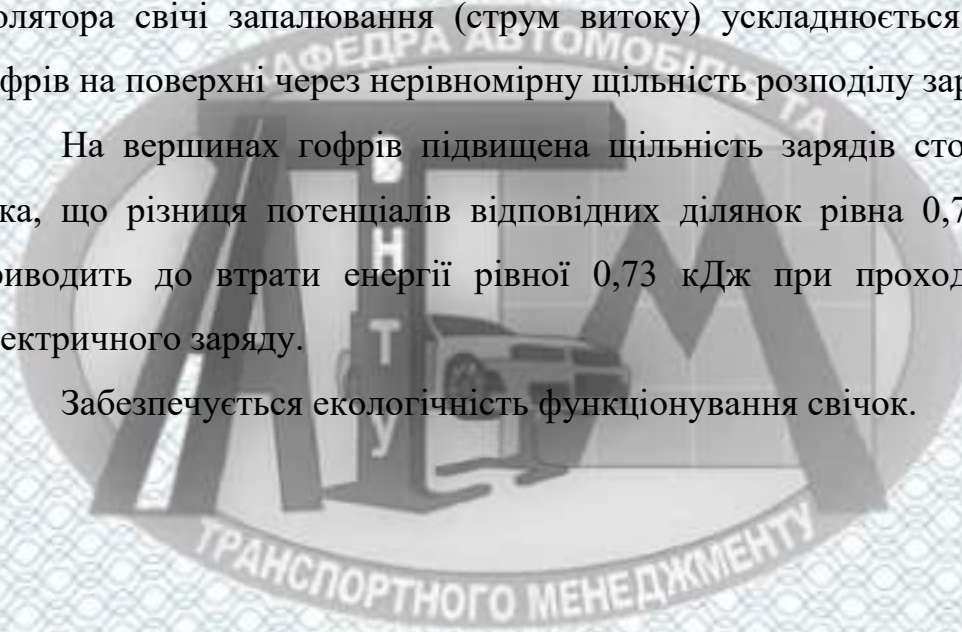 олятора свічі запалювання (струм витоку) ускладнюється
фрів на поверхні через нерівномірну щільність розподілу зар
На вершинах гофрів підвищена щільність зарядів сто
ка, що різниця потенціалів відповідних ділянок рівна 0,7
риводить до втрати енергії рівної 0,73 кДж при проход
ектричного заряду.
Забезпечується екологічність функціонування свічок.
КАФЕДРА АВТОМОБІЛІВ ТА
ВНТУ
ТРАНСПОРТНОГО МЕНЕДЖМЕНТУ